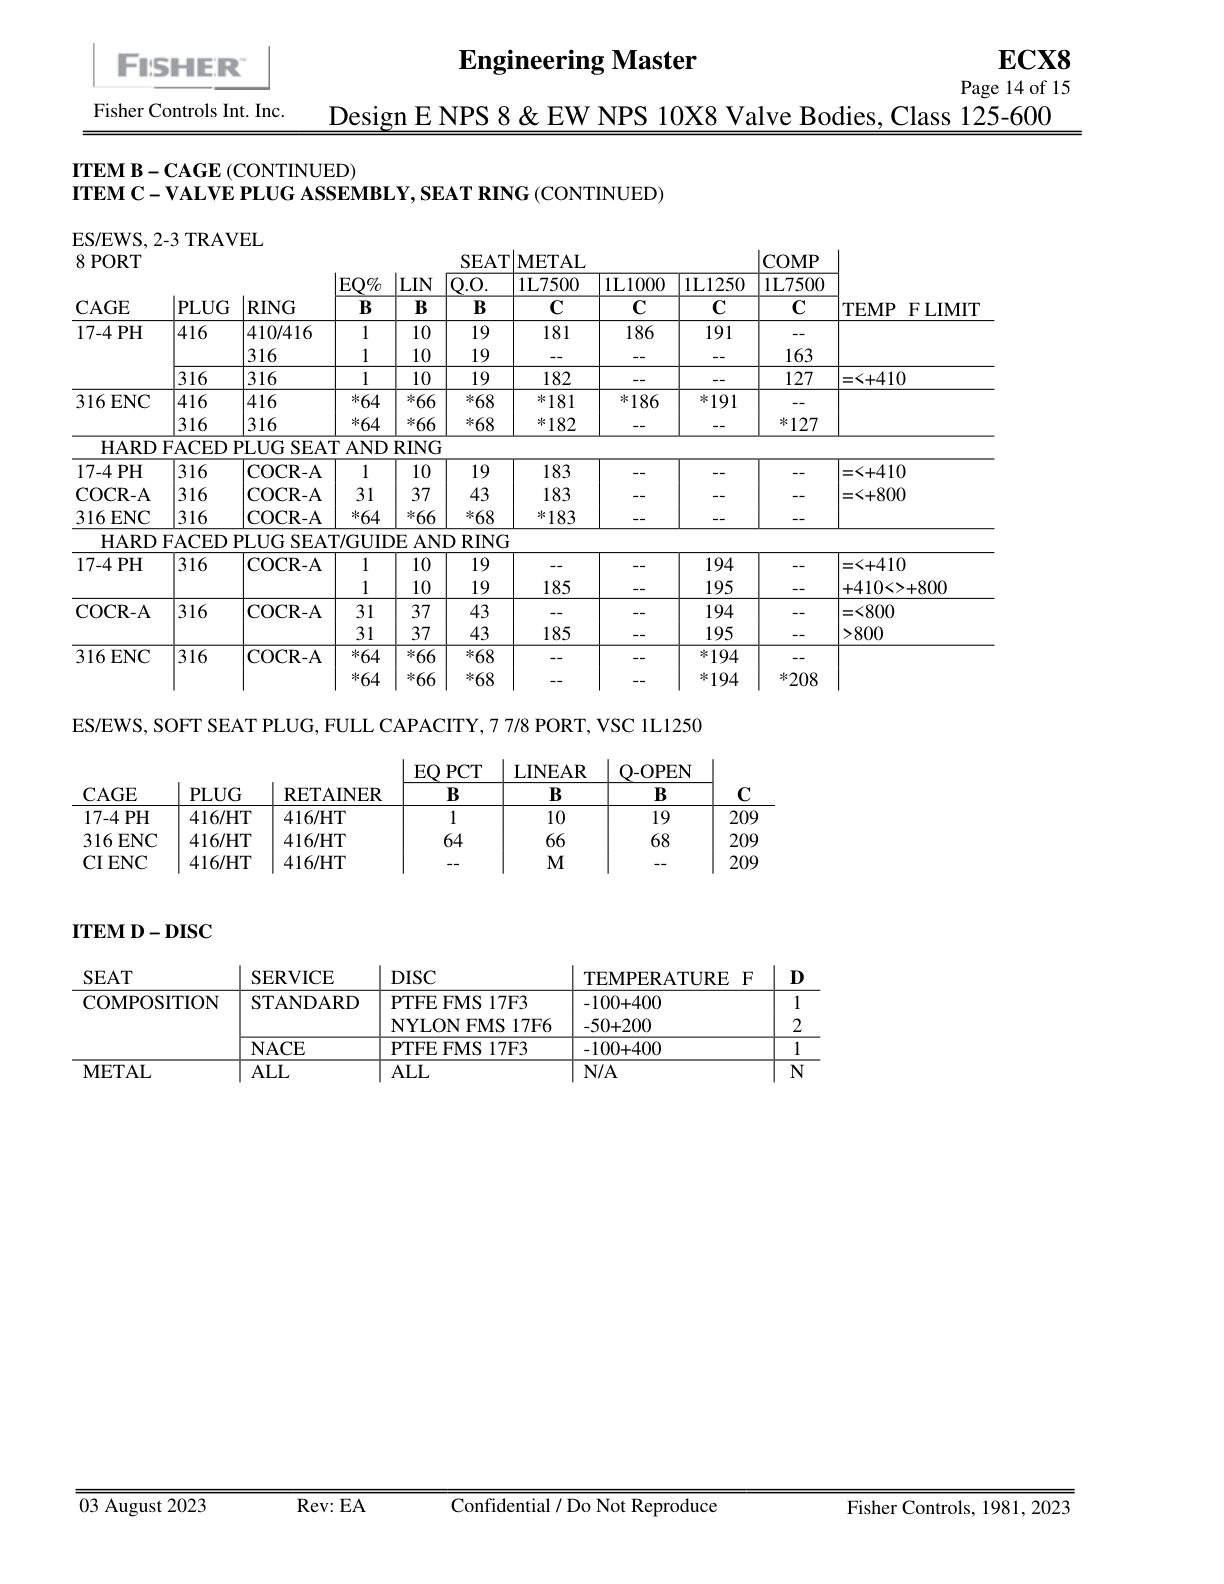 FISHER™ Engineering Master ECX8
Page 14 of 15
Fisher Controls Int. Inc. Design E NPS 8 & EW NPS 10X8 Valve Bodies, Class 125-600
ITEM B – CAGE (CONTINUED)
ITEM C – VALVE PLUG ASSEMBLY, SEAT RING (CONTINUED)
ES/EWS, 2-3 TRAVEL
8 PORT SEAT METAL COMP
EQ% LIN Q.O. 1L7500 1L1000 1L1250 1L7500
CAGE PLUG RING B B B C C C C TEMP F LIMIT
17-4 PH 416 410/416 1 10 19 181 186 191 --
316 1 10 19 -- -- -- 163
316 316 1 10 19 182 -- -- 127 =<+410
316 ENC 416 416 *64 *66 *68 *181 *186 *191 --
316 316 *64 *66 *68 *182 -- -- *127
HARD FACED PLUG SEAT AND RING
17-4 PH 316 COCR-A 1 10 19 183 -- -- -- =<+410
COCR-A 316 COCR-A 31 37 43 183 -- -- -- =<+800
316 ENC 316 COCR-A *64 *66 *68 *183 -- -- --
HARD FACED PLUG SEAT/GUIDE AND RING
17-4 PH 316 COCR-A 1 10 19 -- -- 194 -- =<+410
1 10 19 185 -- 195 -- +410<>+800
COCR-A 316 COCR-A 31 37 43 -- -- 194 -- =<800
31 37 43 185 -- 195 -- >800
316 ENC 316 COCR-A *64 *66 *68 -- -- *194 --
*64 *66 *68 -- -- *194 *208
ES/EWS, SOFT SEAT PLUG, FULL CAPACITY, 7 7/8 PORT, VSC 1L1250
EQ PCT LINEAR Q-OPEN
CAGE PLUG RETAINER B B B C
17-4 PH 416/HT 416/HT 1 10 19 209
316 ENC 416/HT 416/HT 64 66 68 209
CI ENC 416/HT 416/HT -- M -- 209
ITEM D – DISC
SEAT SERVICE DISC TEMPERATURE F D
COMPOSITION STANDARD PTFE FMS 17F3 -100+400 1
NYLON FMS 17F6 -50+200 2
NACE PTFE FMS 17F3 -100+400 1
METAL ALL ALL N/A N
03 August 2023 Rev: EA Confidential / Do Not Reproduce Fisher Controls, 1981, 2023